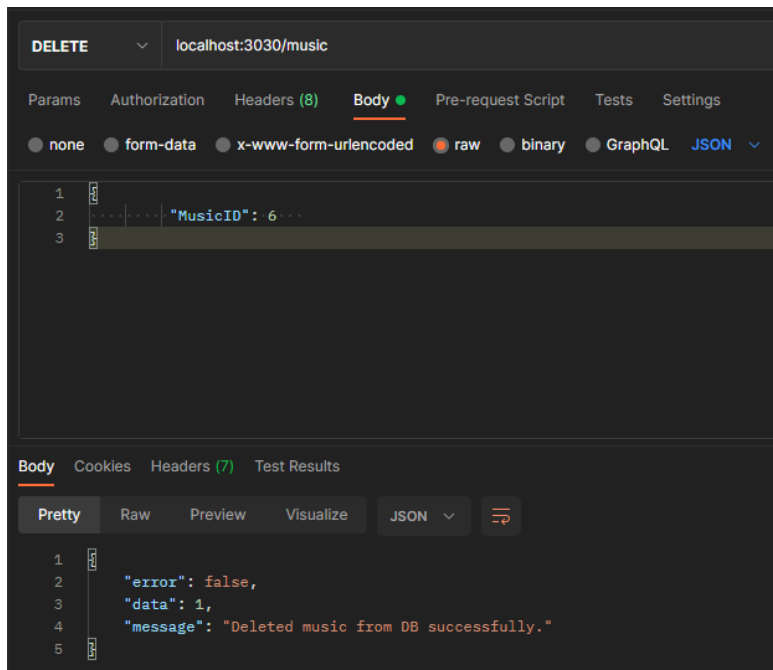 DELETE localhost:3030/music
Params Authorization Headers (8) Body Pre-request Script Tests Settings
none form-data x-www-form-urlencoded raw binary GraphQL JSON
1 {
2 "MusicID": 6
3 }
Body Cookies Headers (7) Test Results
Pretty Raw Preview Visualize JSON
1 {
2 "error": false,
3 "data": 1,
4 "message": "Deleted music from DB successfully."
5 }